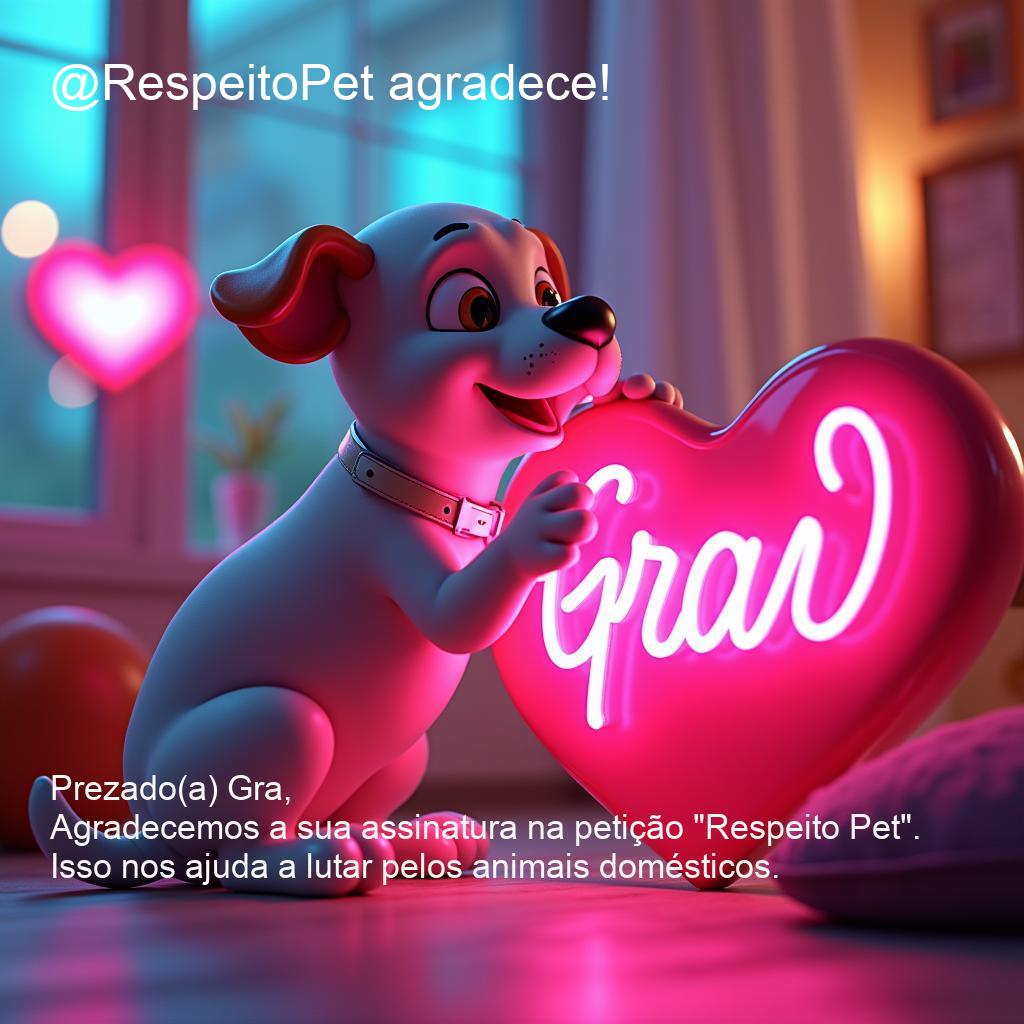 @RespeitoPet agradece!
Gra
Prezado(a) Gra,
Agradecemos a sua assinatura na petição "Respeito Pet".
Isso nos ajuda a lutar pelos animais domésticos.